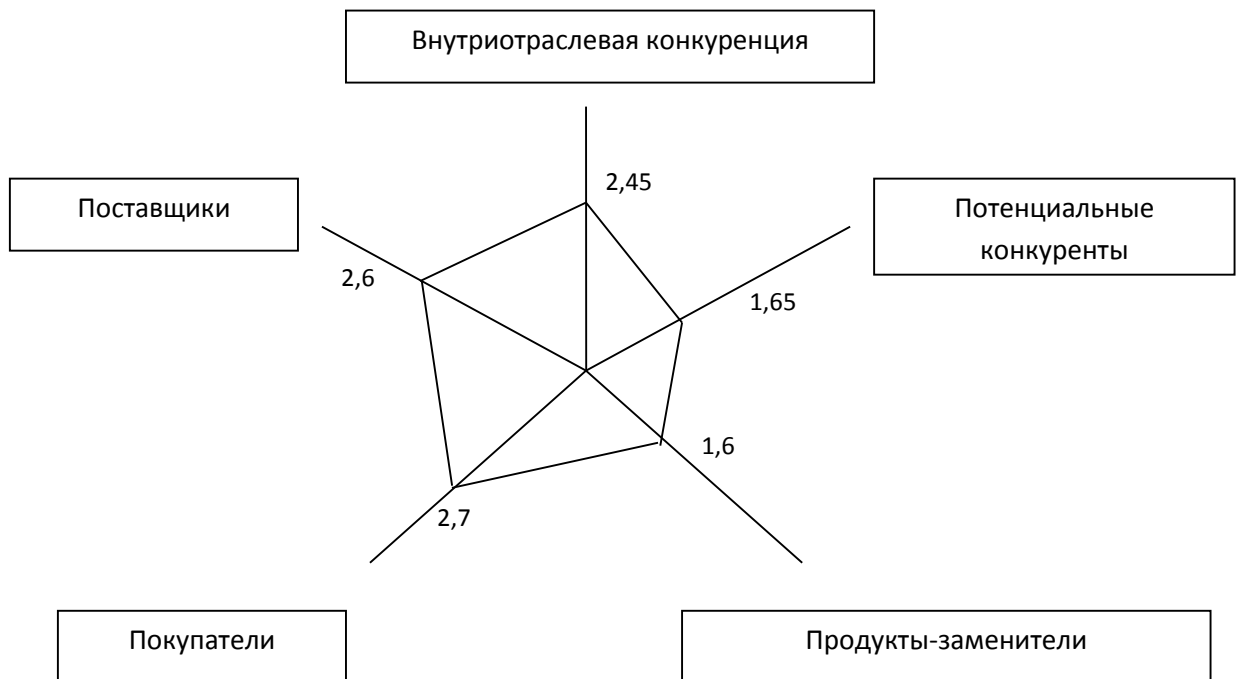 Внутриотраслевая конкуренция
2,45
Поставщики
Потенциальные
конкуренты
2,6
1,65
1,6
2,7
Покупатели
Продукты-заменители